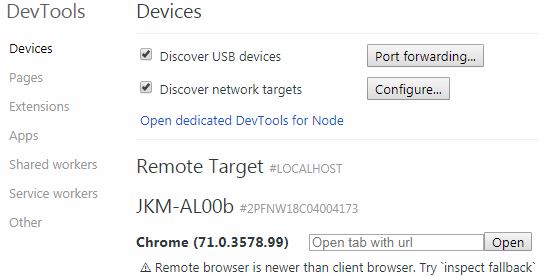 DevTools
Devices
Pages
Extensions
Apps
Shared workers
Service workers
Other
Devices
Discover USB devices
Port forwarding...
Discover network targets
Configure...
Open dedicated DevTools for Node
Remote Target #LOCALHOST
JKM-AL00b #2PFNW18C04004173
Chrome (71.0.3578.99)
Open tab with url
Open
⚠ Remote browser is newer than client browser. Try `inspect fallback`